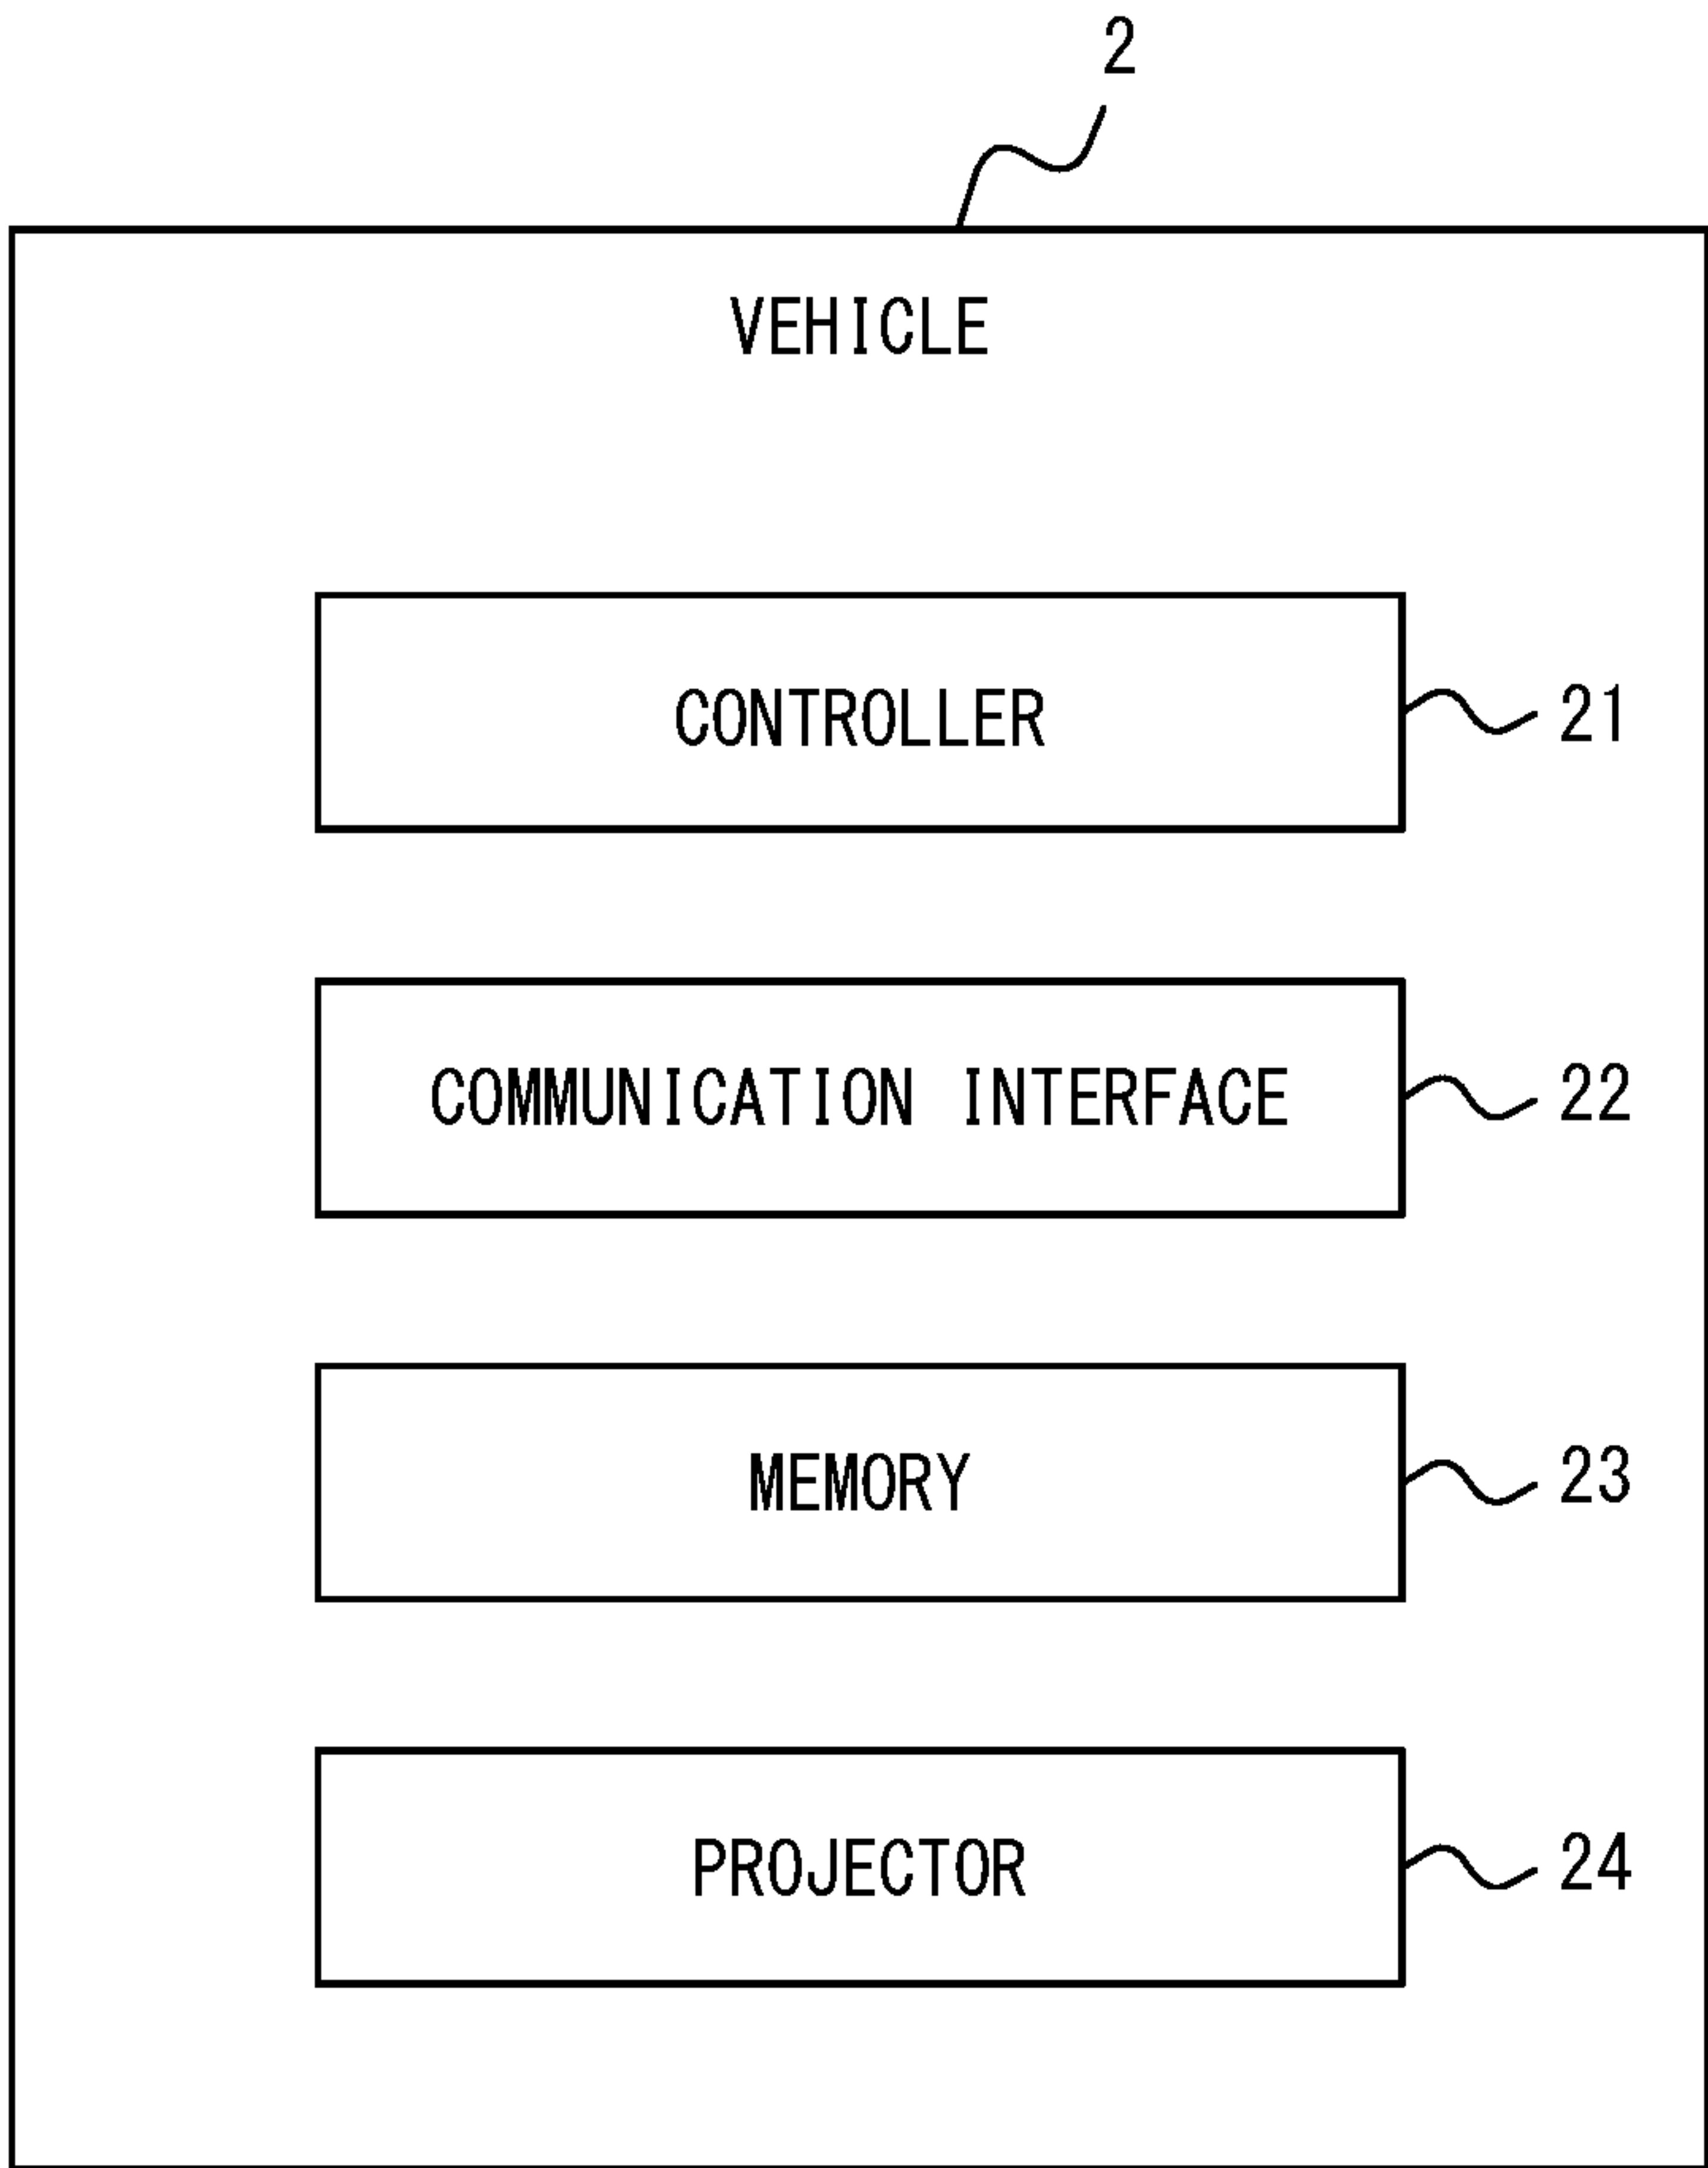 2
VEHICLE
CONTROLLER 21
COMMUNICATION INTERFACE 22
MEMORY 23
PROJECTOR 24